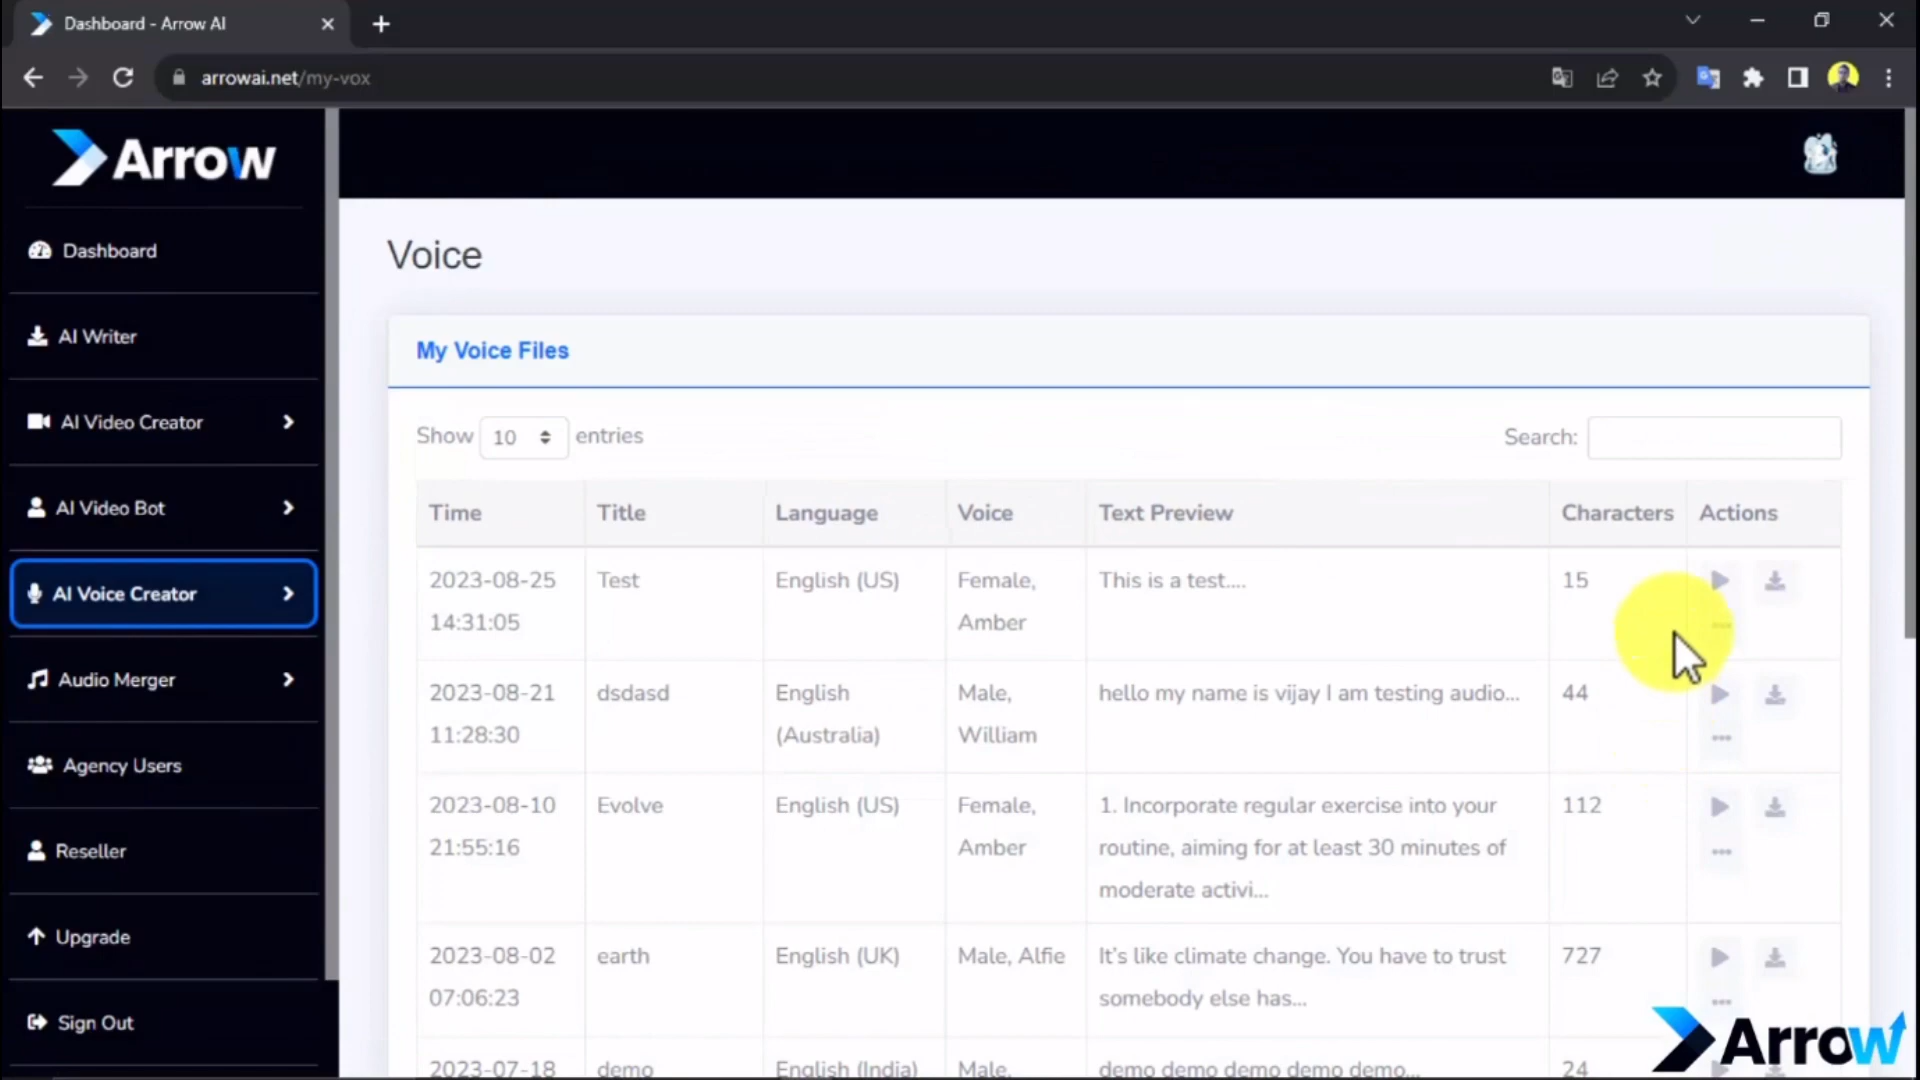 Dashboard - Arrow AI
arrowai.net/my-vox
Arrow
Dashboard
AI Writer
AI Video Creator
AI Video Bot
AI Voice Creator
Audio Merger
Agency Users
Reseller
Upgrade
Sign Out
Voice
My Voice Files
Show 10 entries
Search:
Time Title Language Voice Text Preview Characters Actions
2023-08-25 Test English (US) Female, This is a test.... 15
14:31:05 Amber
2023-08-21 dsdasd English Male, hello my name is vijay I am testing audio... 44
11:28:30 (Australia) William
2023-08-10 Evolve English (US) Female, 1. Incorporate regular exercise into your 112
21:55:16 Amber routine, aiming for at least 30 minutes of
moderate activi...
2023-08-02 earth English (UK) Male, Alfie It's like climate change. You have to trust 727
07:06:23 somebody else has...
2023-07-18 demo English (India) Male, demo demo demo demo demo... 24
Arrow